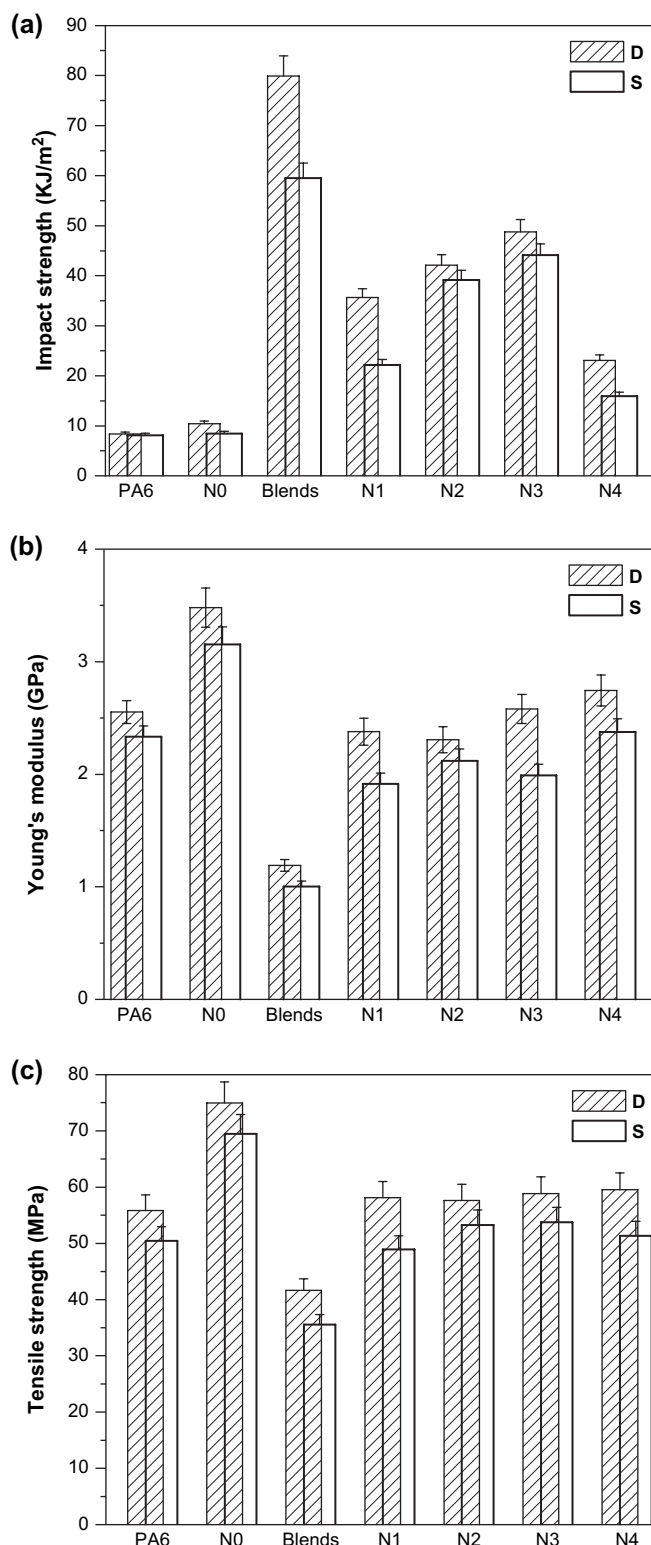 (a)
Impact strength (KJ/m²)
90
80
70
60
50
40
30
20
10
0
D
S
PA6 N0 Blends N1 N2 N3 N4
(b)
Young's modulus (GPa)
4
3
2
1
0
D
S
PA6 N0 Blends N1 N2 N3 N4
(c)
Tensile strength (MPa)
80
70
60
50
40
30
20
10
0
D
S
PA6 N0 Blends N1 N2 N3 N4